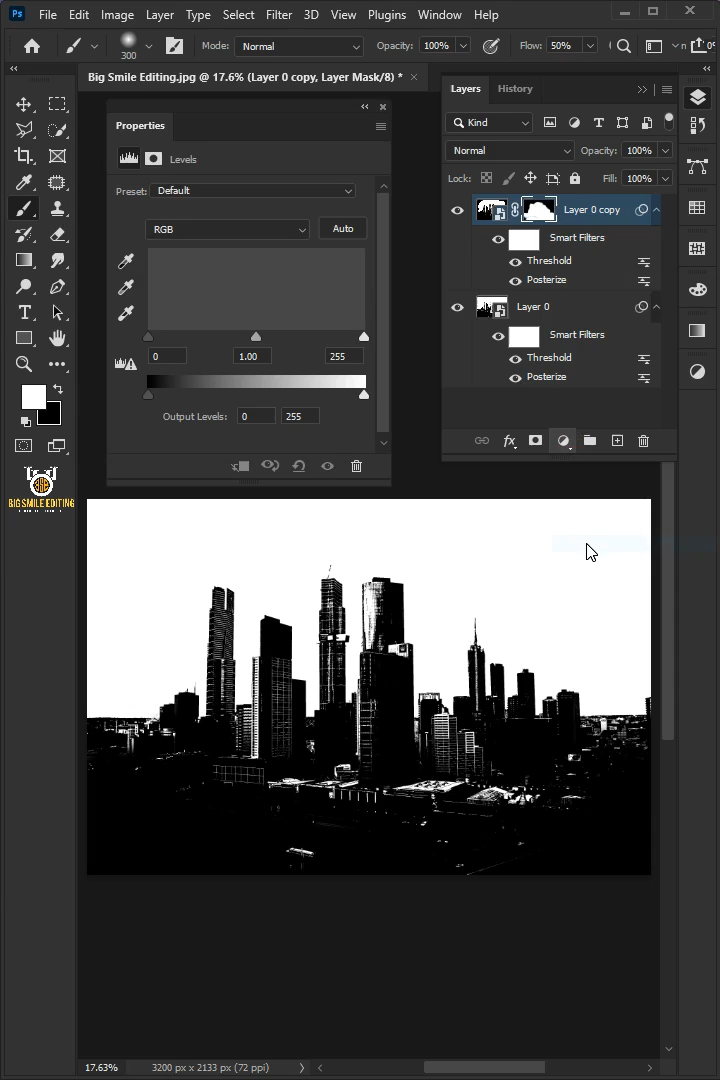 Ps File Edit Image Layer Type Select Filter 3D View Plugins Window Help
300 Mode: Normal Opacity: 100% Flow: 50% 0°
Big Smile Editing.jpg @ 17.6% (Layer 0 copy, Layer Mask/8) *
Properties
Levels
Preset: Default
RGB Auto
0 1.00 255
Output Levels: 0 255
Layers History
Kind
Normal Opacity: 100%
Lock: Fill: 100%
Layer 0 copy
Smart Filters
Threshold
Posterize
Layer 0
Smart Filters
Threshold
Posterize
fx
BIG SMILE EDITING
17.63% 3200 px x 2133 px (72 ppi)